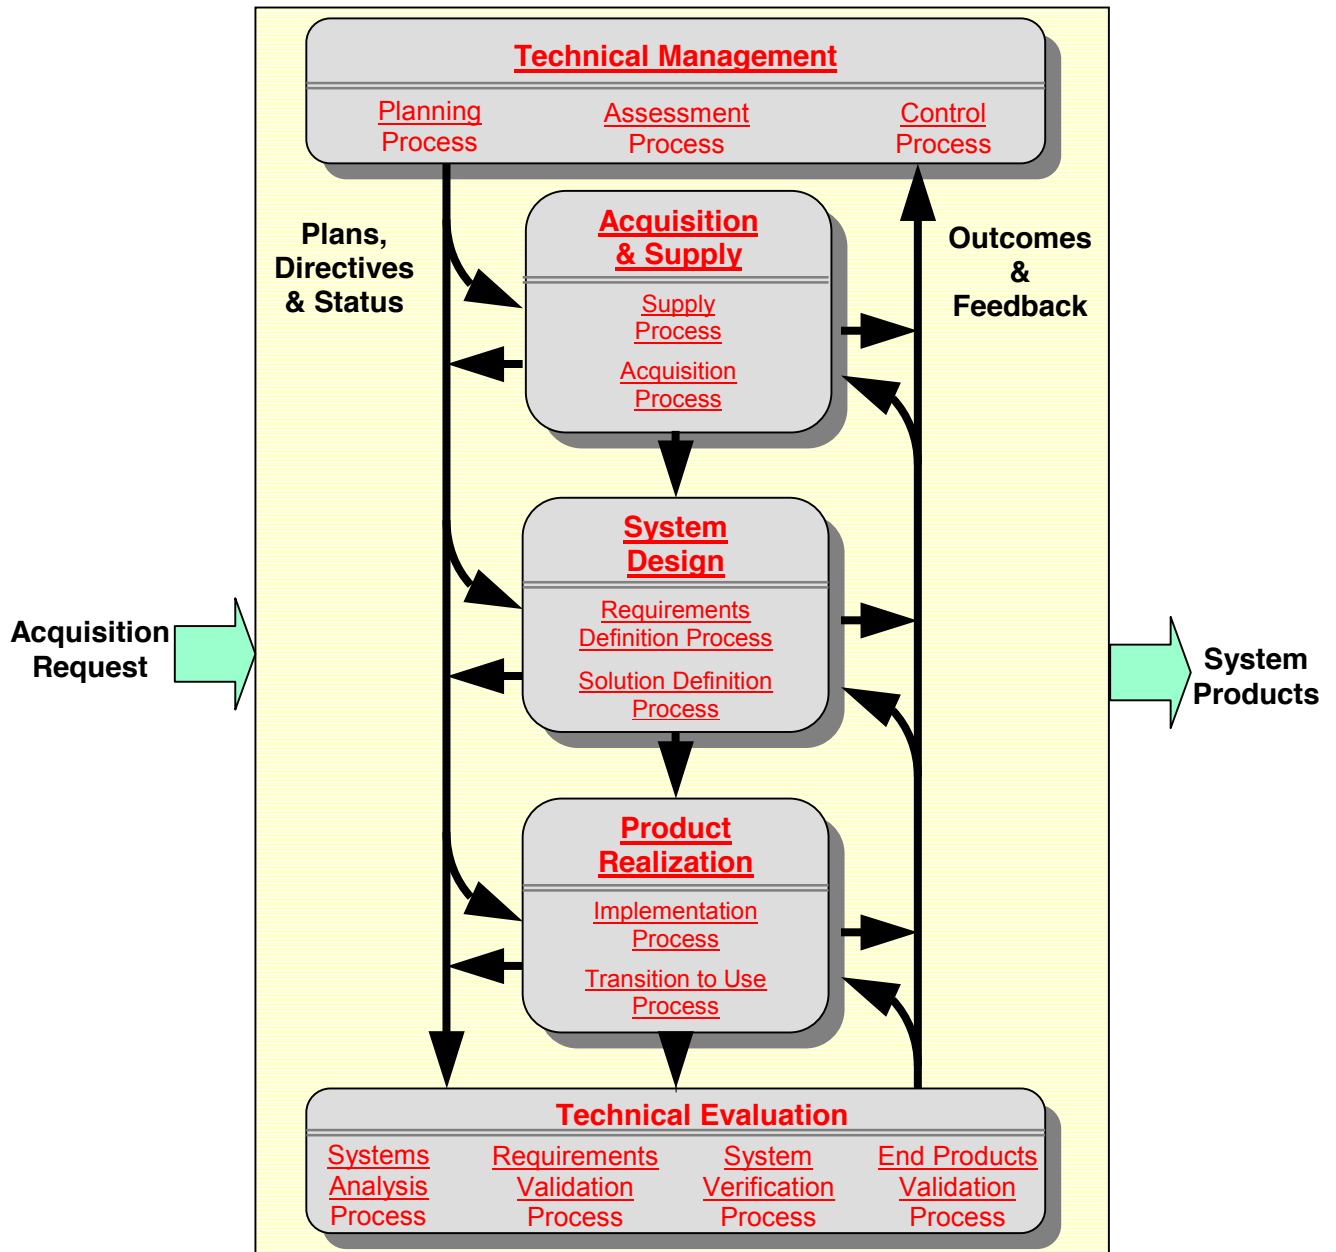 Technical Management
Planning
Process
Assessment
Process
Control
Process
Plans,
Directives
& Status
Acquisition
& Supply
Supply
Process
Acquisition
Process
Outcomes
&
Feedback
System
Design
Requirements
Definition Process
Solution Definition
Process
Acquisition
Request
System
Products
Product
Realization
Implementation
Process
Transition to Use
Process
Technical Evaluation
Systems
Analysis
Process
Requirements
Validation
Process
System
Verification
Process
End Products
Validation
Process